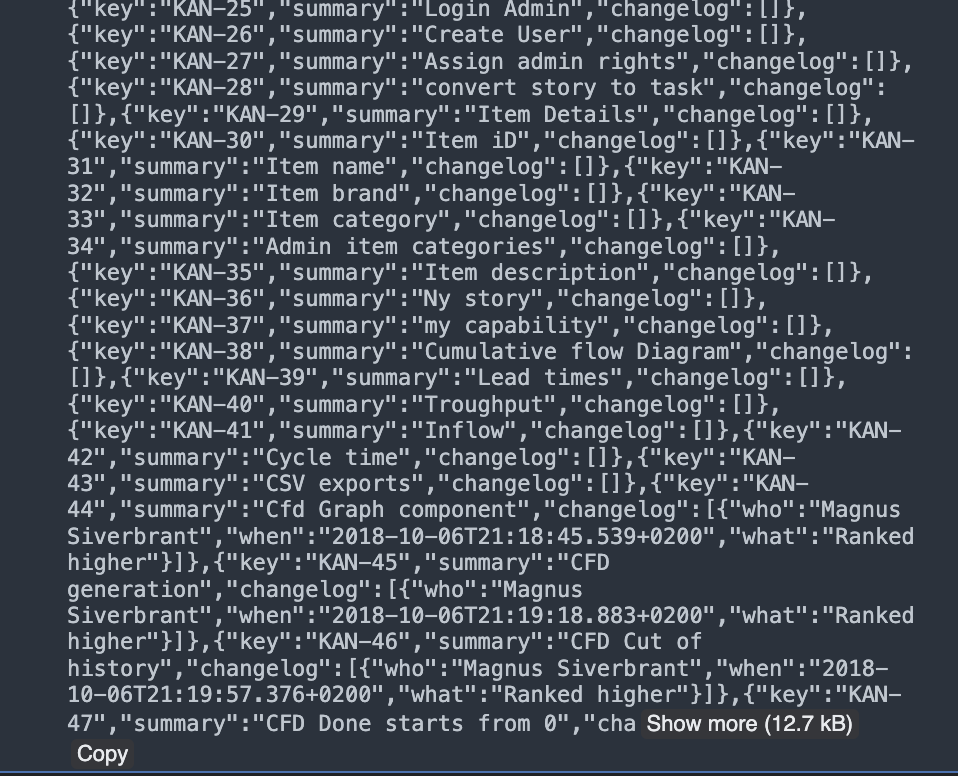 {"key":"KAN-25","summary":"Login Admin","changelog":[]},
{"key":"KAN-26","summary":"Create User","changelog":[]},
{"key":"KAN-27","summary":"Assign admin rights","changelog":[]},
{"key":"KAN-28","summary":"convert story to task","changelog":
[]},{"key":"KAN-29","summary":"Item Details","changelog":[]},
{"key":"KAN-30","summary":"Item iD","changelog":[]},{"key":"KAN-
31","summary":"Item name","changelog":[]},{"key":"KAN-
32","summary":"Item brand","changelog":[]},{"key":"KAN-
33","summary":"Item category","changelog":[]},{"key":"KAN-
34","summary":"Admin item categories","changelog":[]},
{"key":"KAN-35","summary":"Item description","changelog":[]},
{"key":"KAN-36","summary":"Ny story","changelog":[]},
{"key":"KAN-37","summary":"my capability","changelog":[]},
{"key":"KAN-38","summary":"Cumulative flow Diagram","changelog":
[]},{"key":"KAN-39","summary":"Lead times","changelog":[]},
{"key":"KAN-40","summary":"Troughput","changelog":[]},
{"key":"KAN-41","summary":"Inflow","changelog":[]},{"key":"KAN-
42","summary":"Cycle time","changelog":[]},{"key":"KAN-
43","summary":"CSV exports","changelog":[]},{"key":"KAN-
44","summary":"Cfd Graph component","changelog":[{"who":"Magnus
Siverbrant","when":"2018-10-06T21:18:45.539+0200","what":"Ranked
higher"}]},{"key":"KAN-45","summary":"CFD
generation","changelog":[{"who":"Magnus
Siverbrant","when":"2018-10-06T21:19:18.883+0200","what":"Ranked
higher"}]},{"key":"KAN-46","summary":"CFD Cut of
history","changelog":[{"who":"Magnus Siverbrant","when":"2018-
10-06T21:19:57.376+0200","what":"Ranked higher"}]},{"key":"KAN-
47","summary":"CFD Done starts from 0","cha Show more (12.7 kB)
Copy